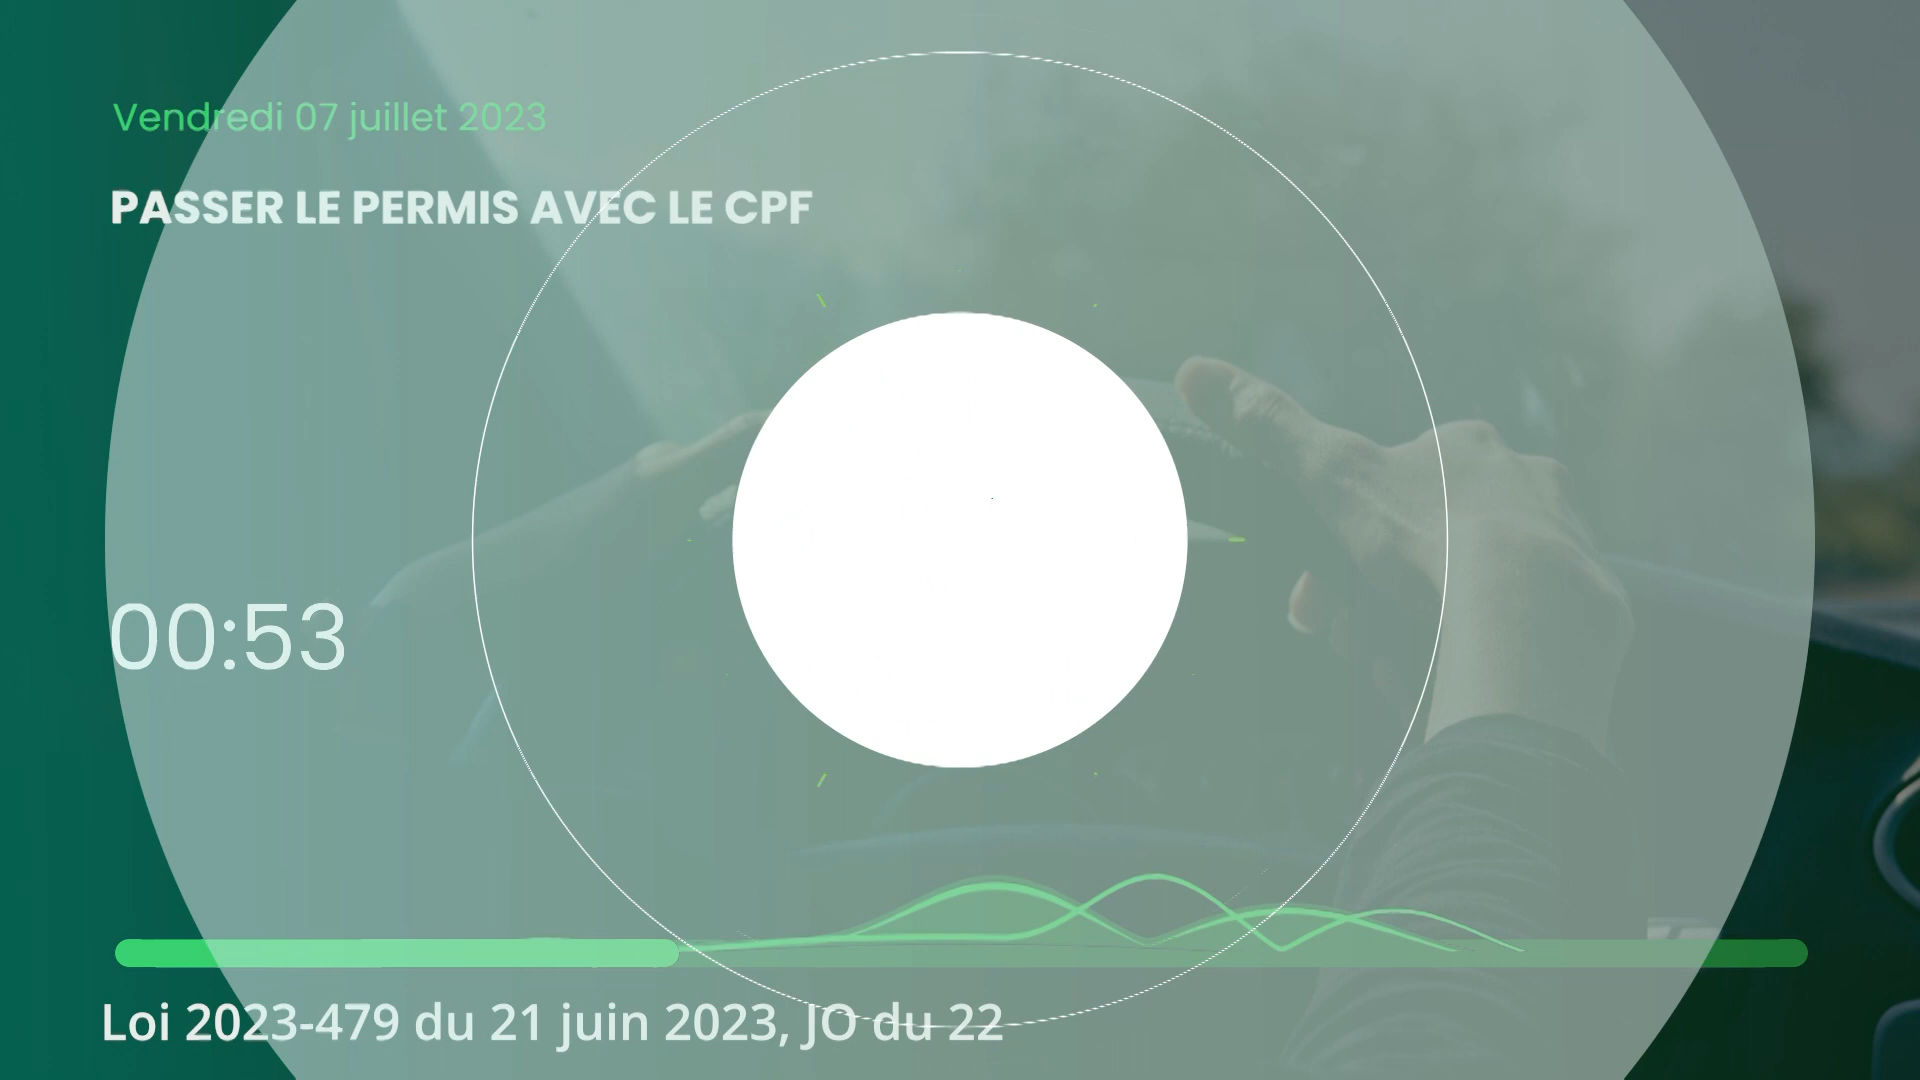 Vendredi 07 juillet 2023
PASSER LE PERMIS AVEC LE CPF
00:53
Loi 2023-479 du 21 juin 2023, JO du 22